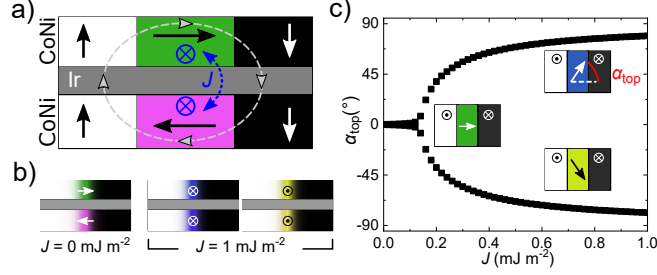 a)
CoNi
Ir
J
CoNi
b)
J = 0 mJ m⁻²
J = 1 mJ m⁻²
c)
90
45
0
-45
-90
α_top(°)
α_top
0.0 0.2 0.4 0.6 0.8 1.0
J (mJ m⁻²)